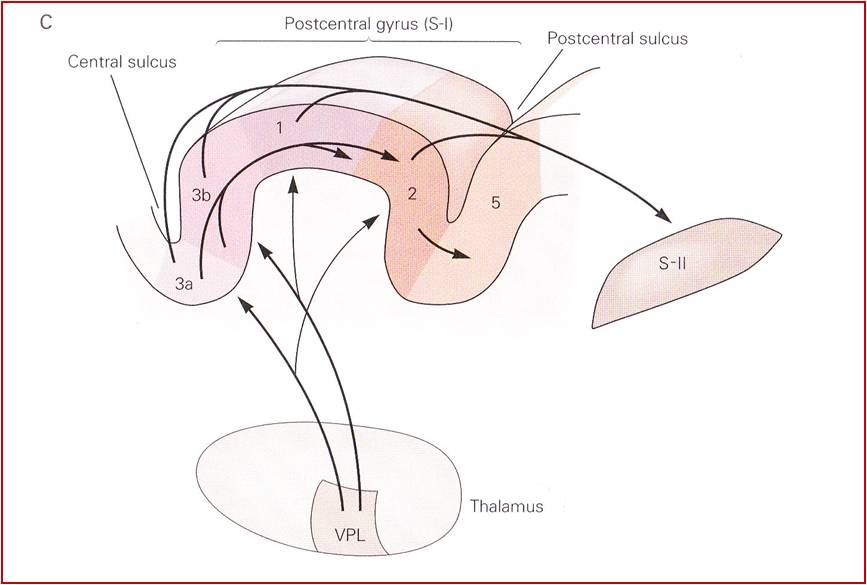 C
Postcentral gyrus (S-I)
Postcentral sulcus
Central sulcus
1
3b
2
5
3a
S-II
Thalamus
VPL